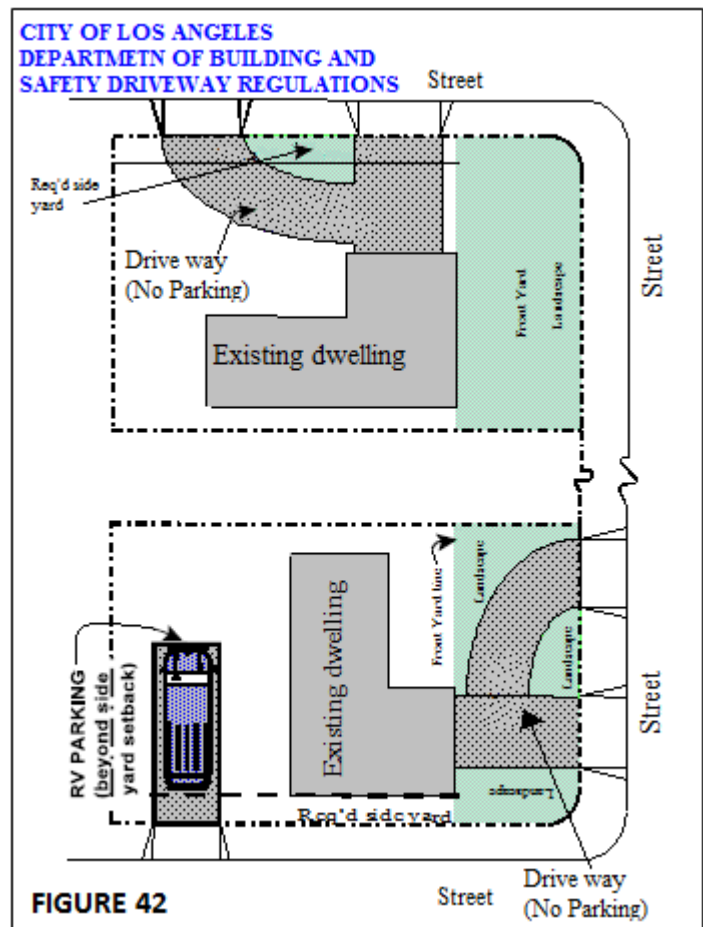 CITY OF LOS ANGELES
DEPARTMETN OF BUILDING AND
SAFETY DRIVEWAY REGULATIONS
Street
Req'd side
yard
Drive way
(No Parking)
Front Yard
Landscape
Street
Existing dwelling
Front Yard line
Landscape
Existing dwelling
Landscape
RV PARKING
(beyond side
yard setback)
Street
Landscape
Req'd side yard
Street
Drive way
(No Parking)
FIGURE 42